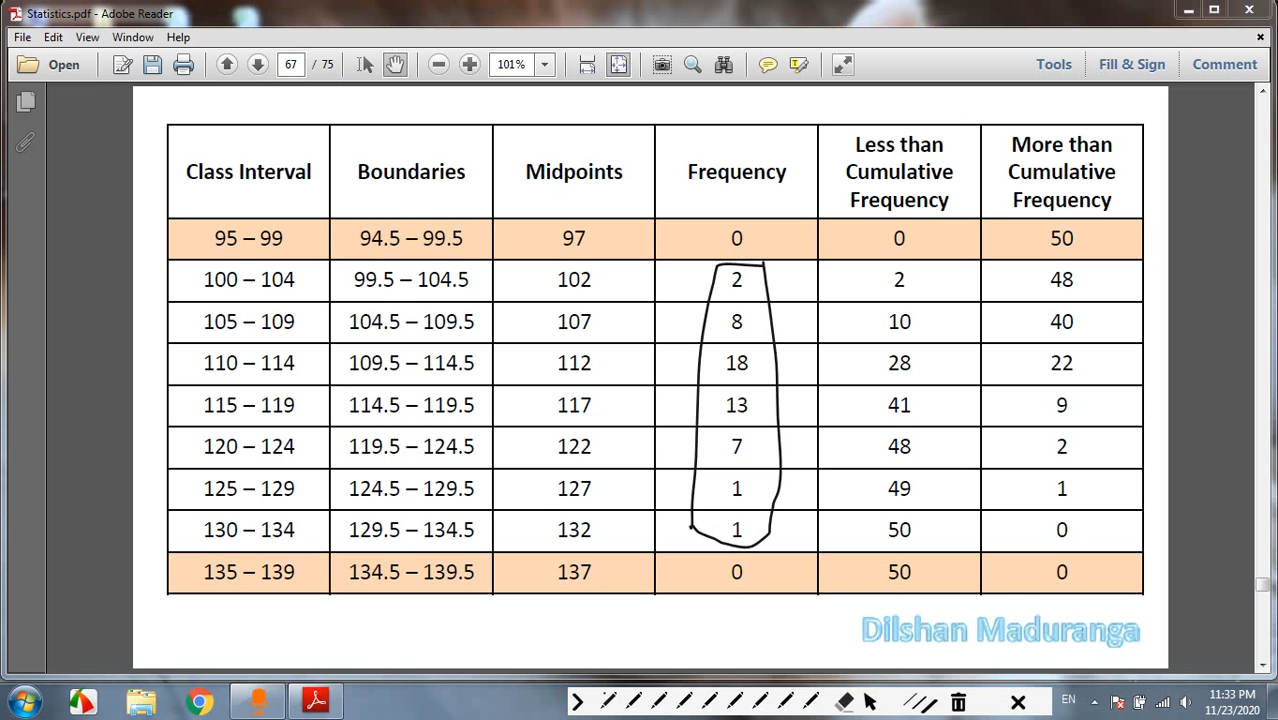 Statistics.pdf - Adobe Reader
File Edit View Window Help
Open 67 / 75 101% Tools Fill & Sign Comment
Class Interval Boundaries Midpoints Frequency Less than Cumulative Frequency More than Cumulative Frequency
95 – 99 94.5 – 99.5 97 0 0 50
100 – 104 99.5 – 104.5 102 2 2 48
105 – 109 104.5 – 109.5 107 8 10 40
110 – 114 109.5 – 114.5 112 18 28 22
115 – 119 114.5 – 119.5 117 13 41 9
120 – 124 119.5 – 124.5 122 7 48 2
125 – 129 124.5 – 129.5 127 1 49 1
130 – 134 129.5 – 134.5 132 1 50 0
135 – 139 134.5 – 139.5 137 0 50 0
Dilshan Maduranga
EN 11:33 PM
11/23/2020